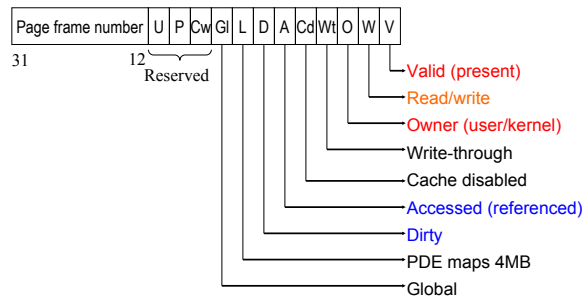 Page frame number U P Cw Gl L D A Cd Wt O W V
31 12
Reserved
Valid (present)
Read/write
Owner (user/kernel)
Write-through
Cache disabled
Accessed (referenced)
Dirty
PDE maps 4MB
Global